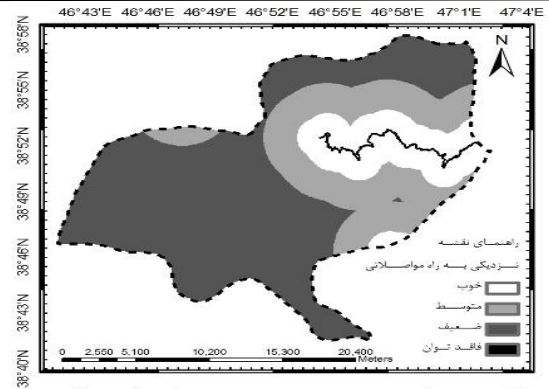 46°43'E 46°46'E 46°49'E 46°52'E 46°55'E 46°58'E 47°1'E 47°4'E
38°58'N
38°55'N
38°52'N
38°49'N
38°46'N
38°43'N
38°40'N
N
راهنمای نقشه
نزدیکی به راه مواصلاتی
خوب
متوسط
ضعیف
فاقد توان
0 2,550 5,100 10,200 15,300 20,400
Meters